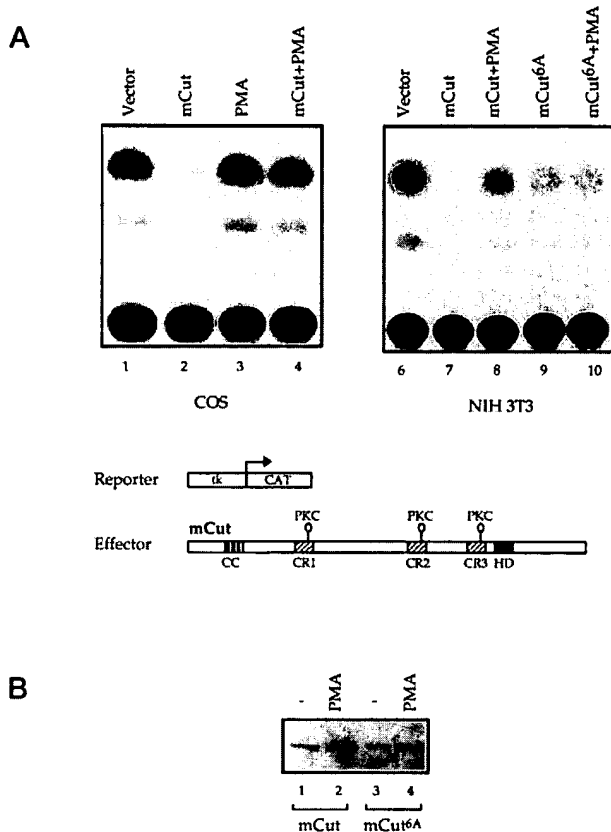 A
Vector
mCut
PMA
mCut+PMA
Vector
mCut
mCut+PMA
mCut6A
mCut6A+PMA
1 2 3 4
6 7 8 9 10
COS
NIH 3T3
Reporter
tk
CAT
PKC PKC PKC
mCut
Effector
CC CR1 CR2 CR3 HD
B
-
PMA
-
PMA
1 2 3 4
mCut mCut6A